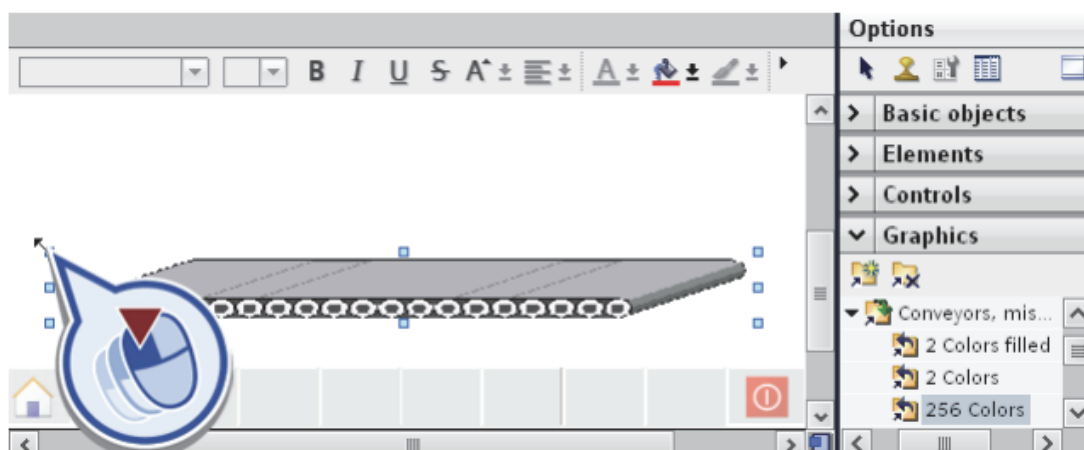 Options
B I U S A A
Basic objects
Elements
Controls
Graphics
Conveyors, mis...
2 Colors filled
2 Colors
256 Colors